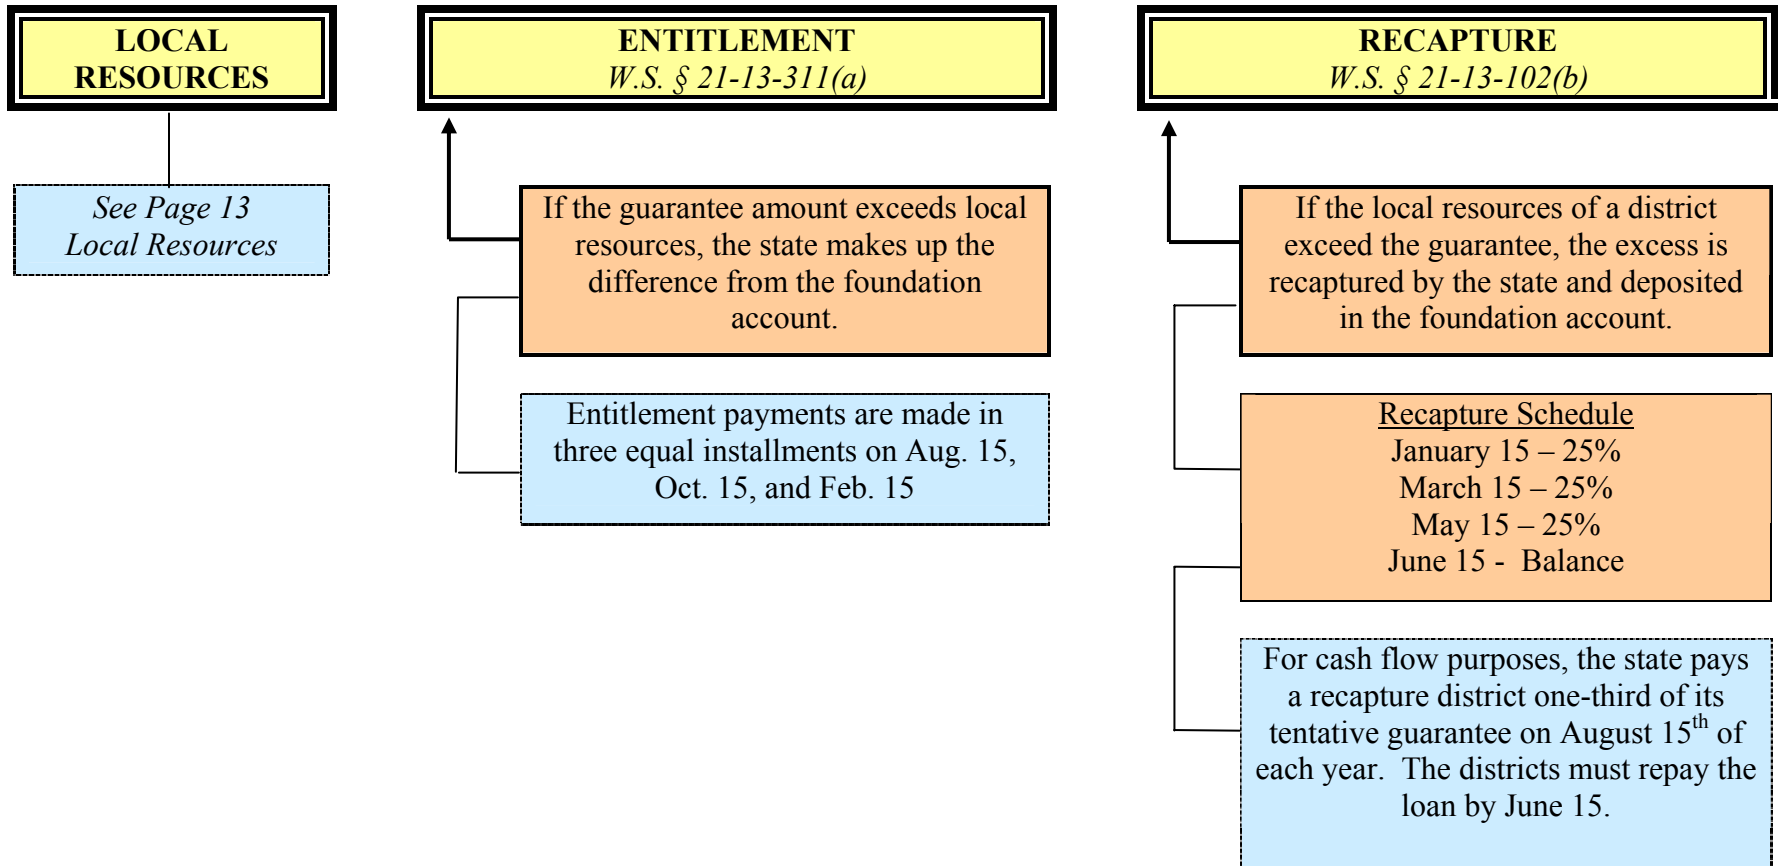 LOCAL
RESOURCES
See Page 13
Local Resources
ENTITLEMENT
W.S. § 21-13-311(a)
If the guarantee amount exceeds local
resources, the state makes up the
difference from the foundation
account.
Entitlement payments are made in
three equal installments on Aug. 15,
Oct. 15, and Feb. 15
RECAPTURE
W.S. § 21-13-102(b)
If the local resources of a district
exceed the guarantee, the excess is
recaptured by the state and deposited
in the foundation account.
Recapture Schedule
January 15 – 25%
March 15 – 25%
May 15 – 25%
June 15 - Balance
For cash flow purposes, the state pays
a recapture district one-third of its
tentative guarantee on August 15th of
each year. The districts must repay the
loan by June 15.